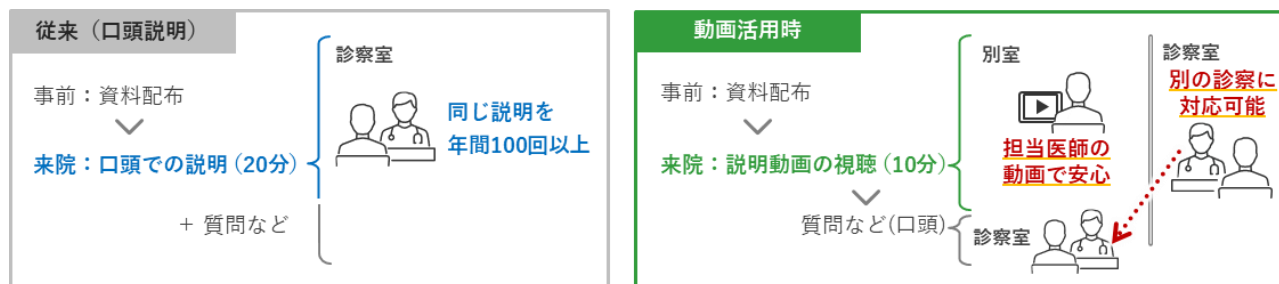 従来（口頭説明）
事前：資料配布
来院：口頭での説明（20分）
+ 質問など
診察室
同じ説明を
年間100回以上
動画活用時
事前：資料配布
来院：説明動画の視聴（10分）
質問など(口頭)
別室
担当医師の
動画で安心
診察室
診察室
別の診察に
対応可能